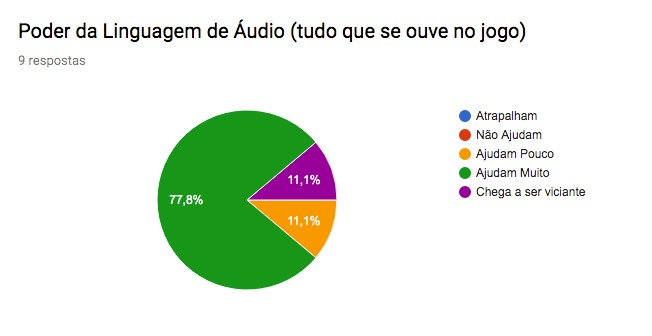 Poder da Linguagem de Áudio (tudo que se ouve no jogo)
9 respostas
Atrapalham
Não Ajudam
Ajudam Pouco
Ajudam Muito
Chega a ser viciante
77,8%
11,1%
11,1%